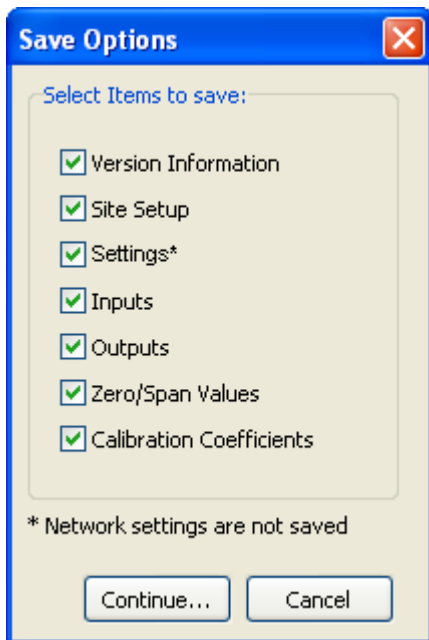 Save Options
Select Items to save:
Version Information
Site Setup
Settings*
Inputs
Outputs
Zero/Span Values
Calibration Coefficients
* Network settings are not saved
Continue... Cancel